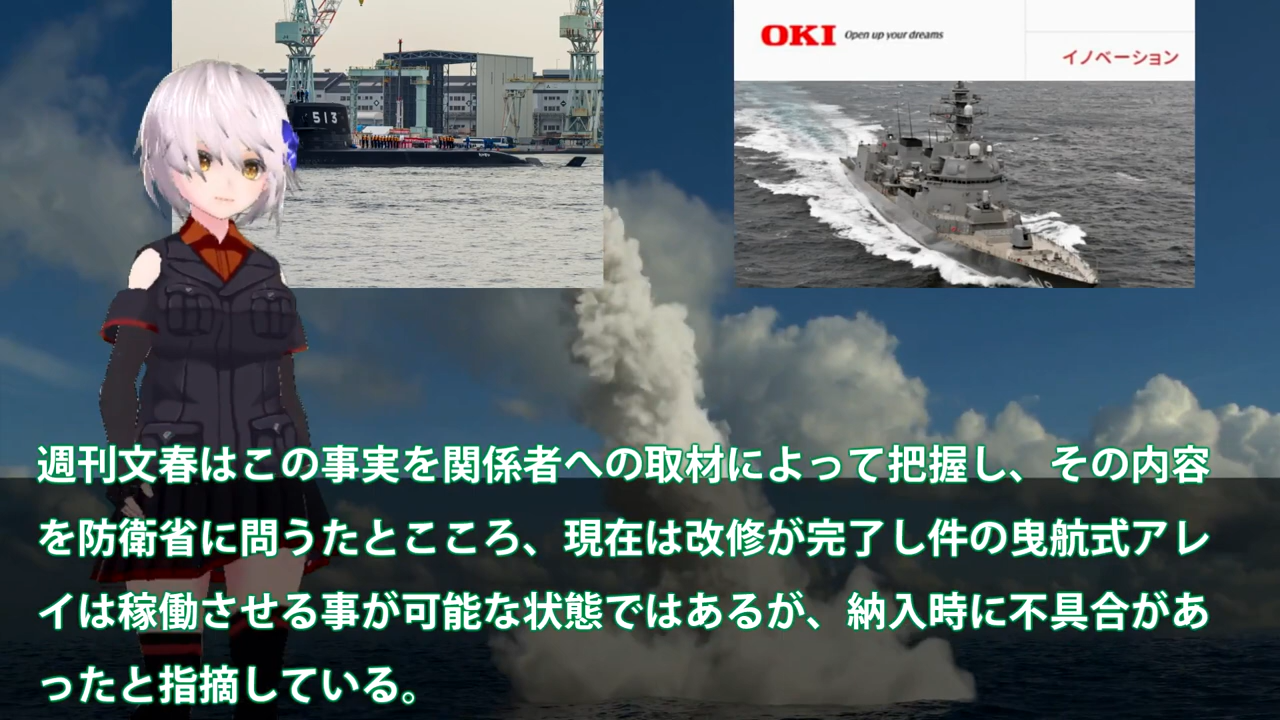 513
OKI Open up your dreams
イノベーション
週刊文春はこの事実を関係者への取材によって把握し、その内容
を防衛省に問うたとこころ、現在は改修が完了し件の曳航式アレ
イは稼働させる事が可能な状態ではあるが、納入時に不具合があ
ったと指摘している。